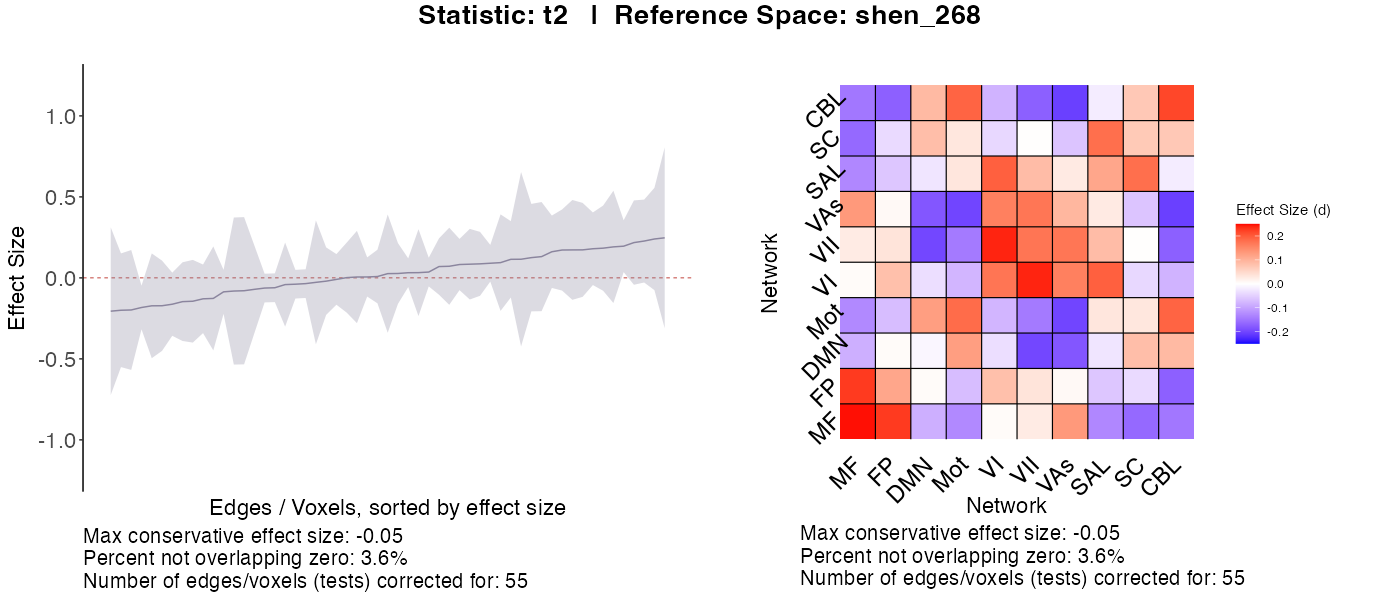 Statistic: t2 | Reference Space: shen_268
Effect Size
1.0
0.5
0.0
-0.5
-1.0
Edges / Voxels, sorted by effect size
Max conservative effect size: -0.05
Percent not overlapping zero: 3.6%
Number of edges/voxels (tests) corrected for: 55
Network
CBL
SC
SAL
VAs
VII
VI
Mot
DMN
FP
MF
MF
FP
DMN
Mot
VI
VII
VAs
SAL
SC
CBL
Network
Effect Size (d)
0.2
0.1
0.0
-0.1
-0.2
Max conservative effect size: -0.05
Percent not overlapping zero: 3.6%
Number of edges/voxels (tests) corrected for: 55